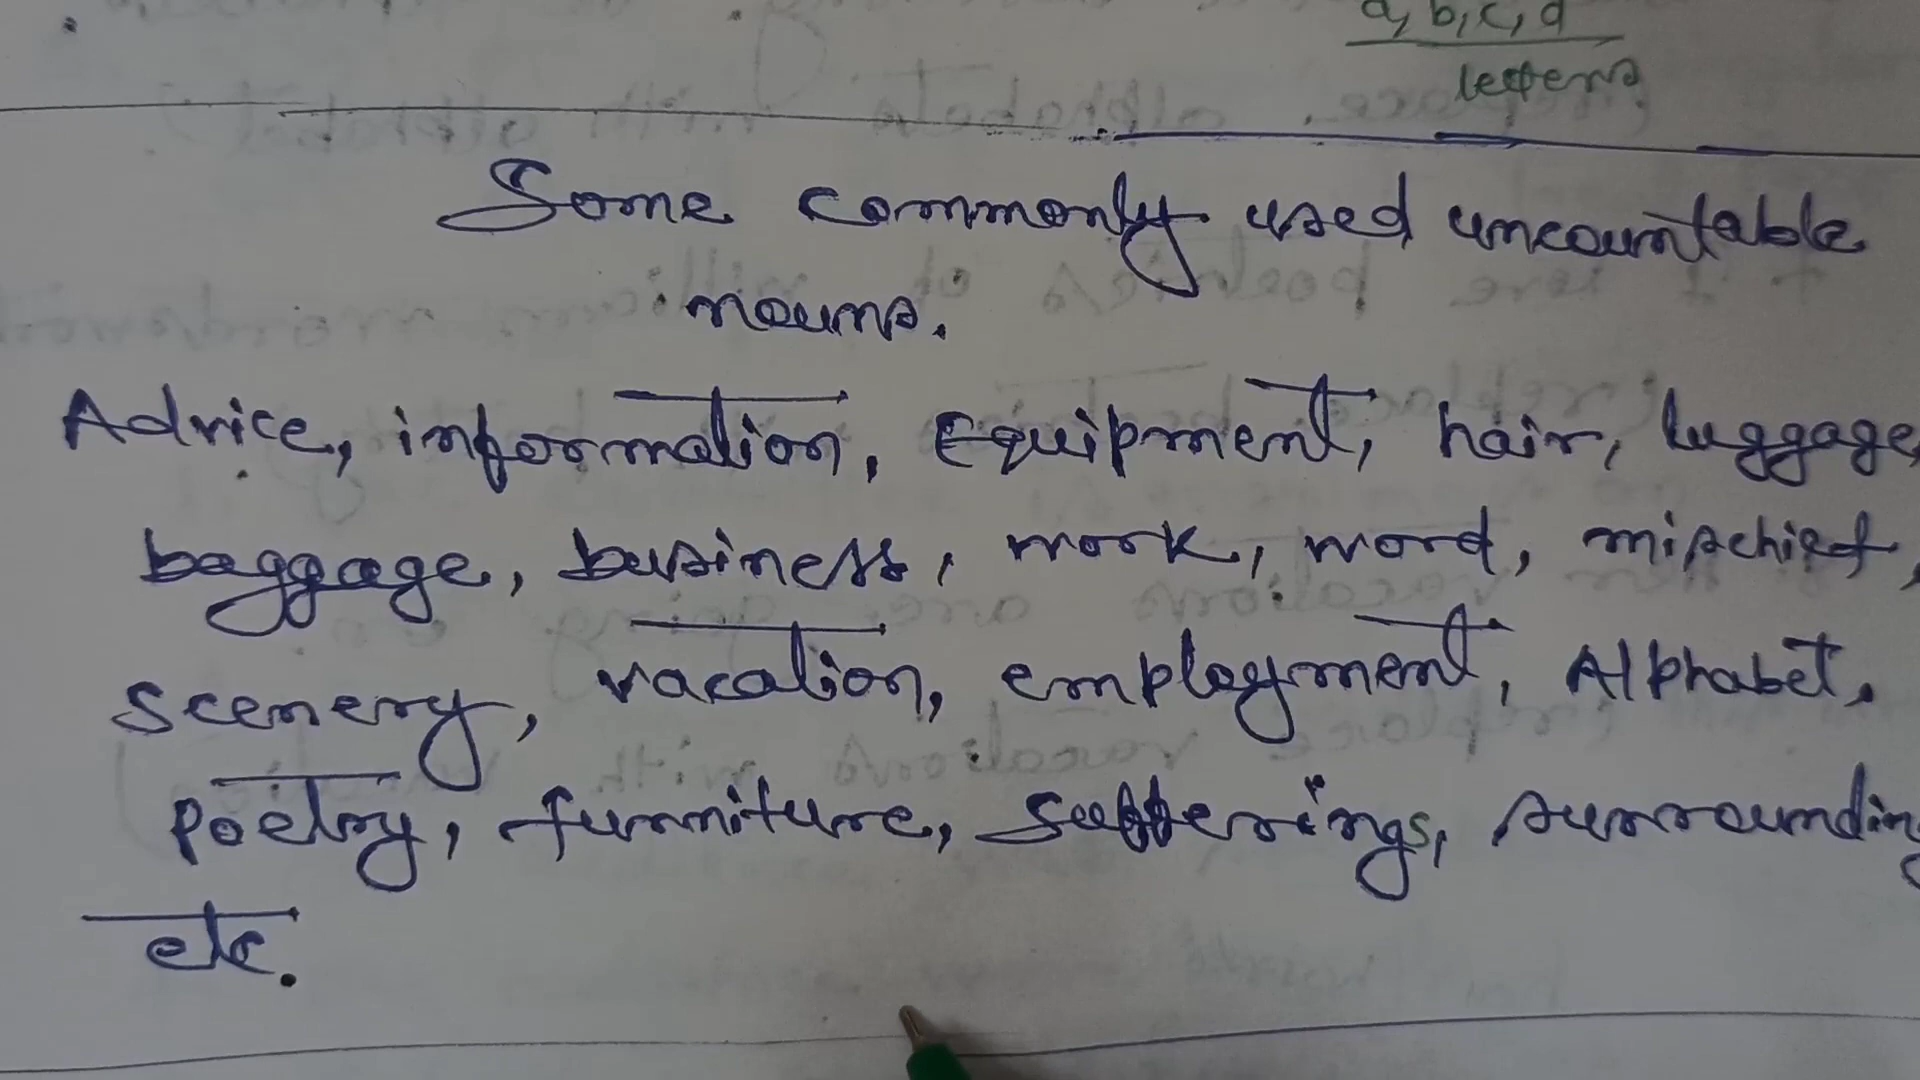 a, b, c, d
letters
Some commonly used uncountable
nouns.
Advice, information, Equipment, hair, luggage,
baggage, business, work, word, mischief,
scenery, vacation, employment, Alphabet,
Poetry, furniture, Sufferings, surrounding
etc.